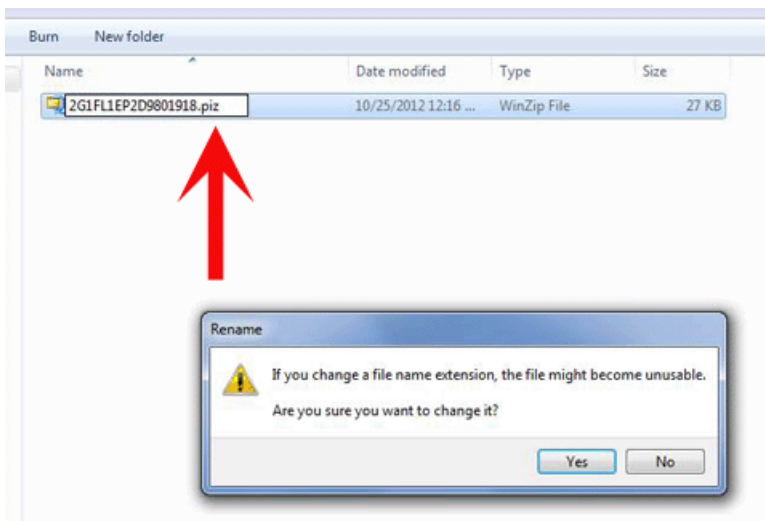 Burn New folder
Name Date modified Type Size
2G1FL1EP2D9801918.piz 10/25/2012 12:16 ... WinZip File 27 KB
Rename
If you change a file name extension, the file might become unusable.
Are you sure you want to change it?
Yes No